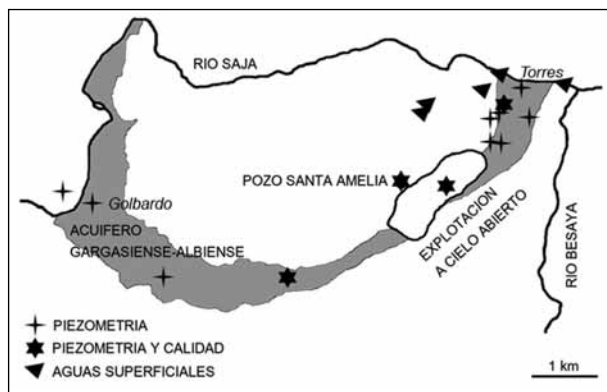 RIO SAJA
Torres
POZO SANTA AMELIA
Golbardo
ACUIFERO
GARGASIENSE-ALBIENSE
EXPLOTACION
A CIELO ABIERTO
RIO BESAYA
PIEZOMETRIA
PIEZOMETRIA Y CALIDAD
AGUAS SUPERFICIALES
1 km